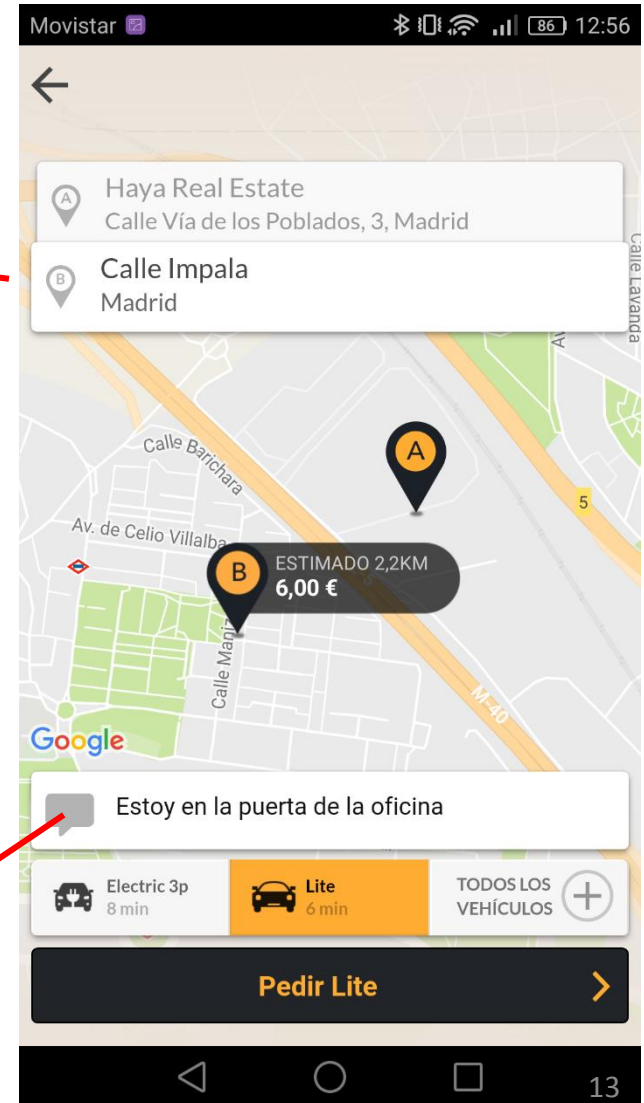 Movistar
86 12:56
A
Haya Real Estate
Calle Vía de los Poblados, 3, Madrid
B
Calle Impala
Madrid
Calle Lavanda
Av
Calle Barichara
A
5
Av. de Celio Villalba
B
ESTIMADO 2,2KM
6,00 €
Calle Maniz
M-40
Google
Estoy en la puerta de la oficina
Electric 3p
8 min
Lite
6 min
TODOS LOS
VEHÍCULOS
Pedir Lite
13